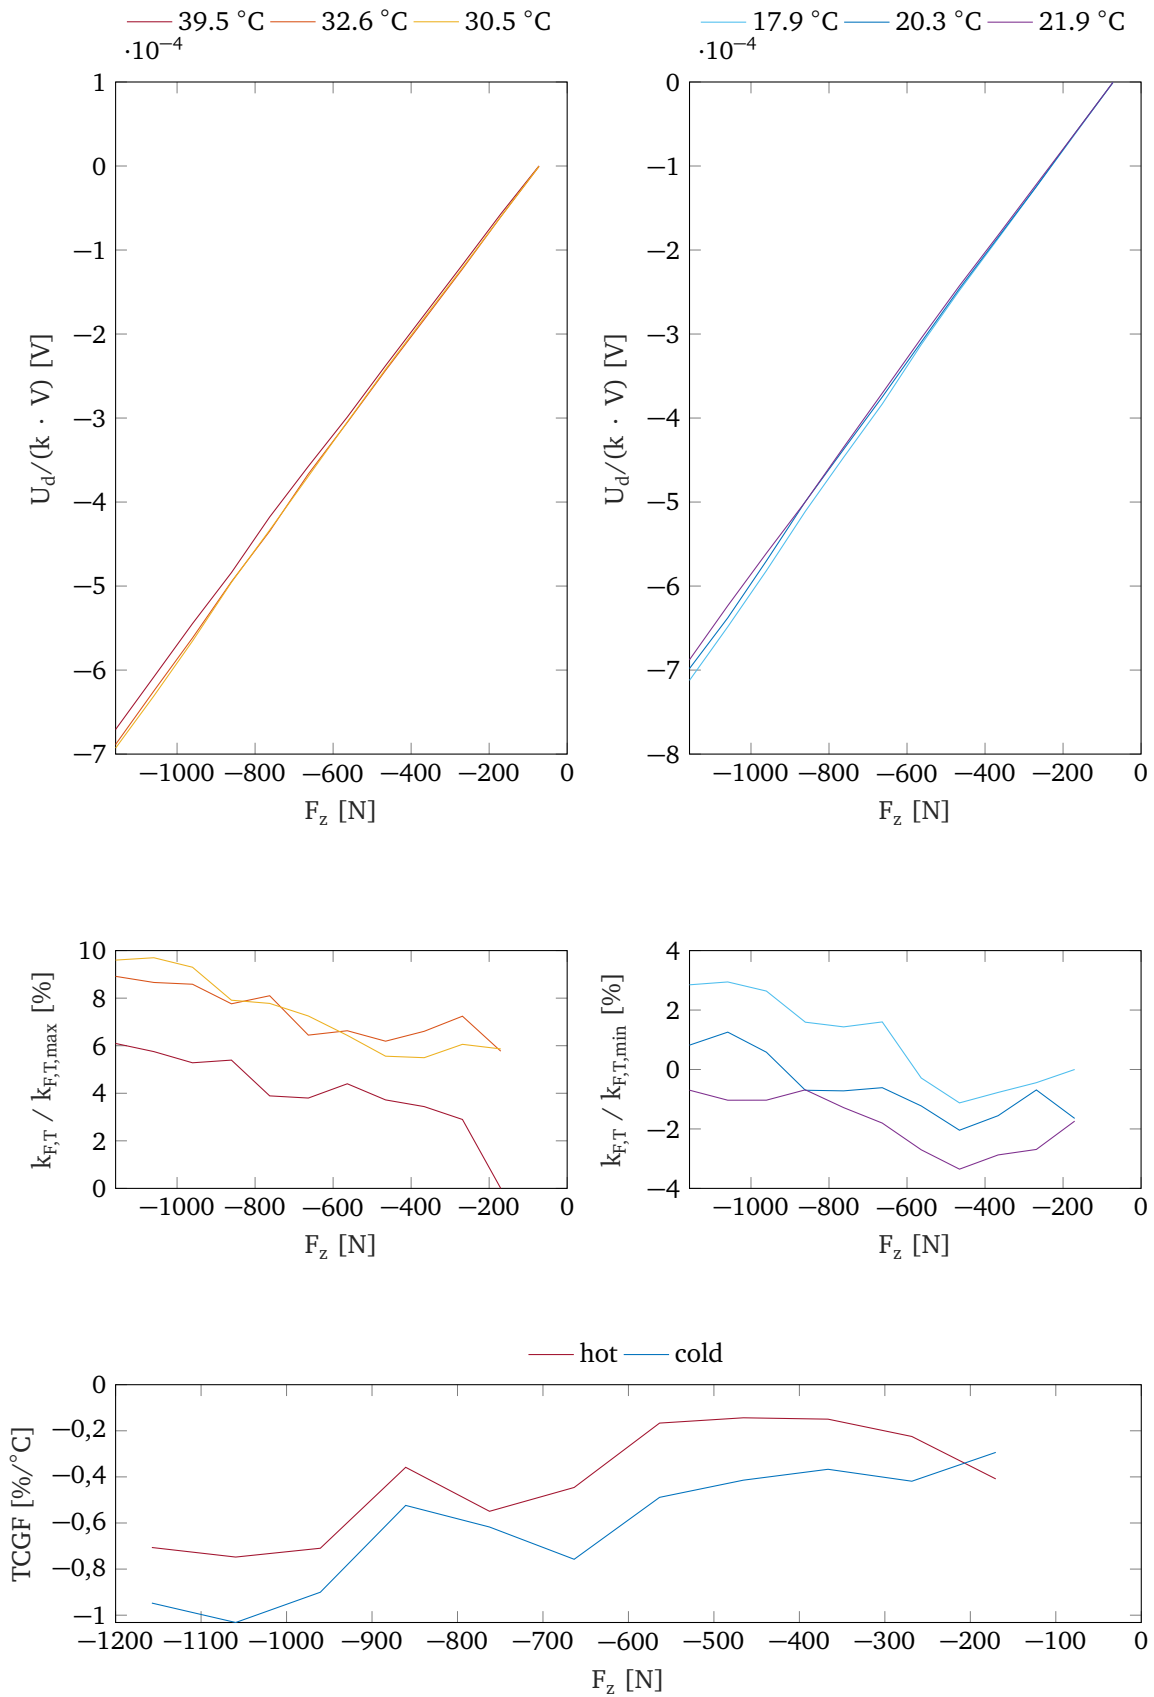 39.5 °C 32.6 °C 30.5 °C
17.9 °C 20.3 °C 21.9 °C
·10−4
·10−4
1
0
−1
−2
−3
−4
−5
−6
−7
U_d/(k · V) [V]
−1000 −800 −600 −400 −200 0
F_z [N]
0
−1
−2
−3
−4
−5
−6
−7
−8
U_d/(k · V) [V]
−1000 −800 −600 −400 −200 0
F_z [N]
10
8
6
4
2
0
k_F,T / k_F,T,max [%]
−1000 −800 −600 −400 −200 0
F_z [N]
4
2
0
−2
−4
k_F,T / k_F,T,min [%]
−1000 −800 −600 −400 −200 0
F_z [N]
hot cold
0
−0,2
−0,4
−0,6
−0,8
−1
TCGF [%/°C]
−1200 −1100 −1000 −900 −800 −700 −600 −500 −400 −300 −200 −100 0
F_z [N]